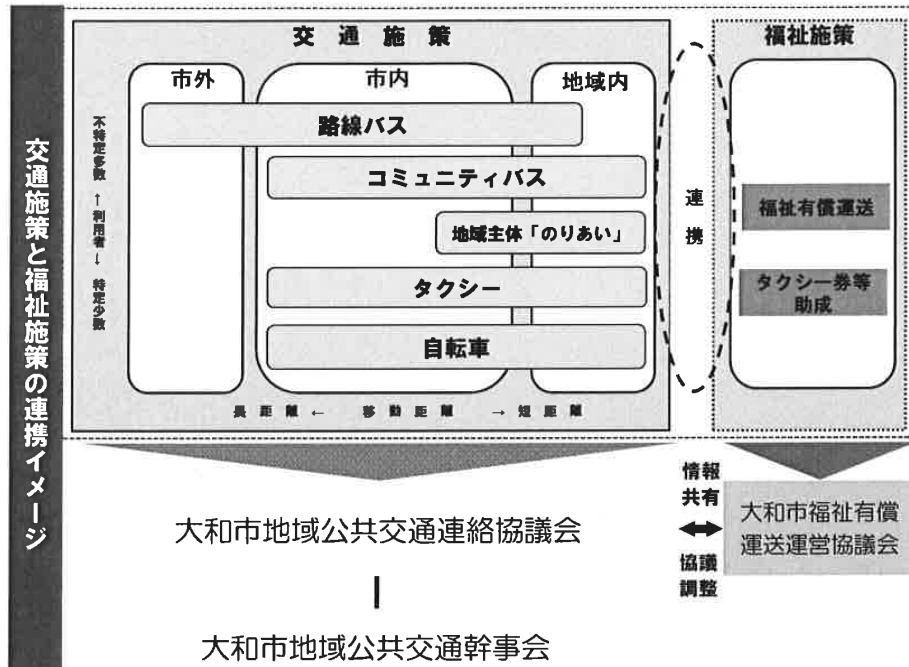 交通施策と福祉施策の連携イメージ
交通施策
福祉施策
市外
市内
地域内
不特定多数 ← 利用者 → 特定少数
路線バス
コミュニティバス
地域主体「のりあい」
タクシー
自転車
長距離 ← 移動距離 → 短距離
連携
福祉有償運送
タクシー券等
助成
大和市地域公共交通連絡協議会
大和市地域公共交通幹事会
情報
共有
協議
調整
大和市福祉有償
運送運営協議会